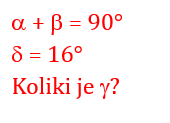 α + β = 90°
δ = 16°
Koliki je γ?